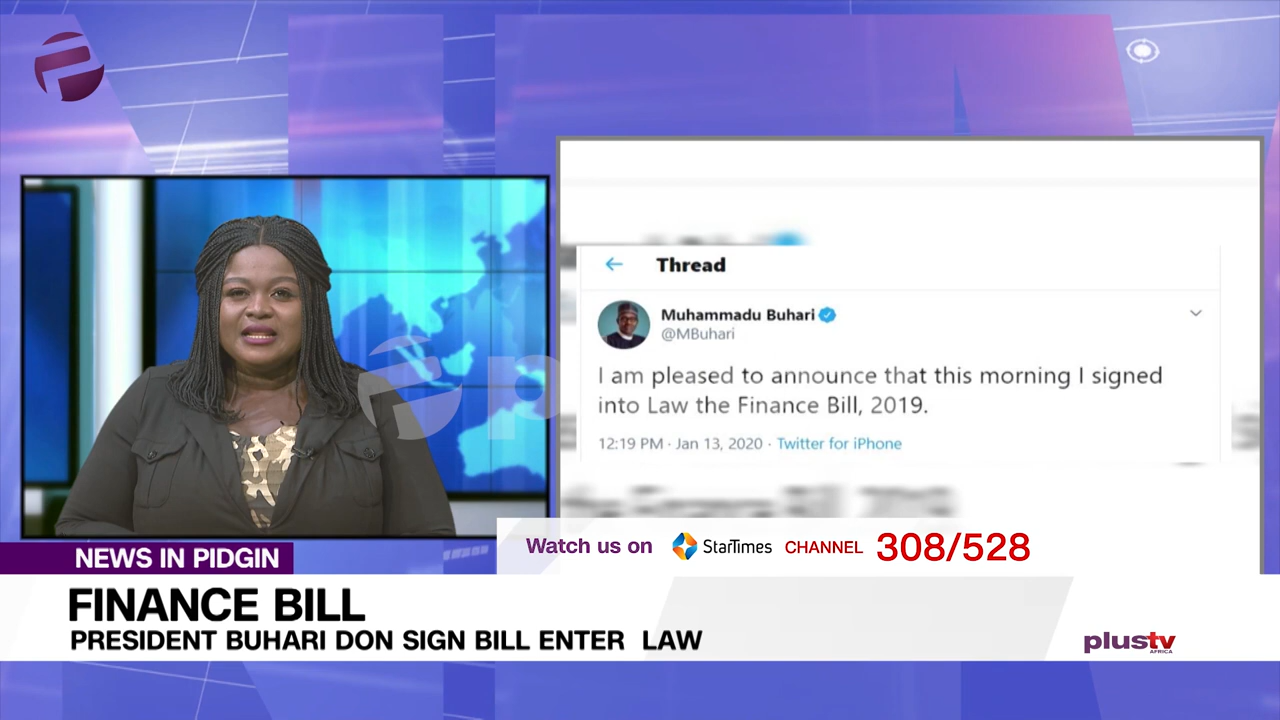 Thread
Muhammadu Buhari
@MBuhari
I am pleased to announce that this morning I signed
into Law the Finance Bill, 2019.
12:19 PM · Jan 13, 2020 · Twitter for iPhone
Watch us on StarTimes CHANNEL 308/528
NEWS IN PIDGIN
FINANCE BILL
PRESIDENT BUHARI DON SIGN BILL ENTER LAW
plustv
AFRICA